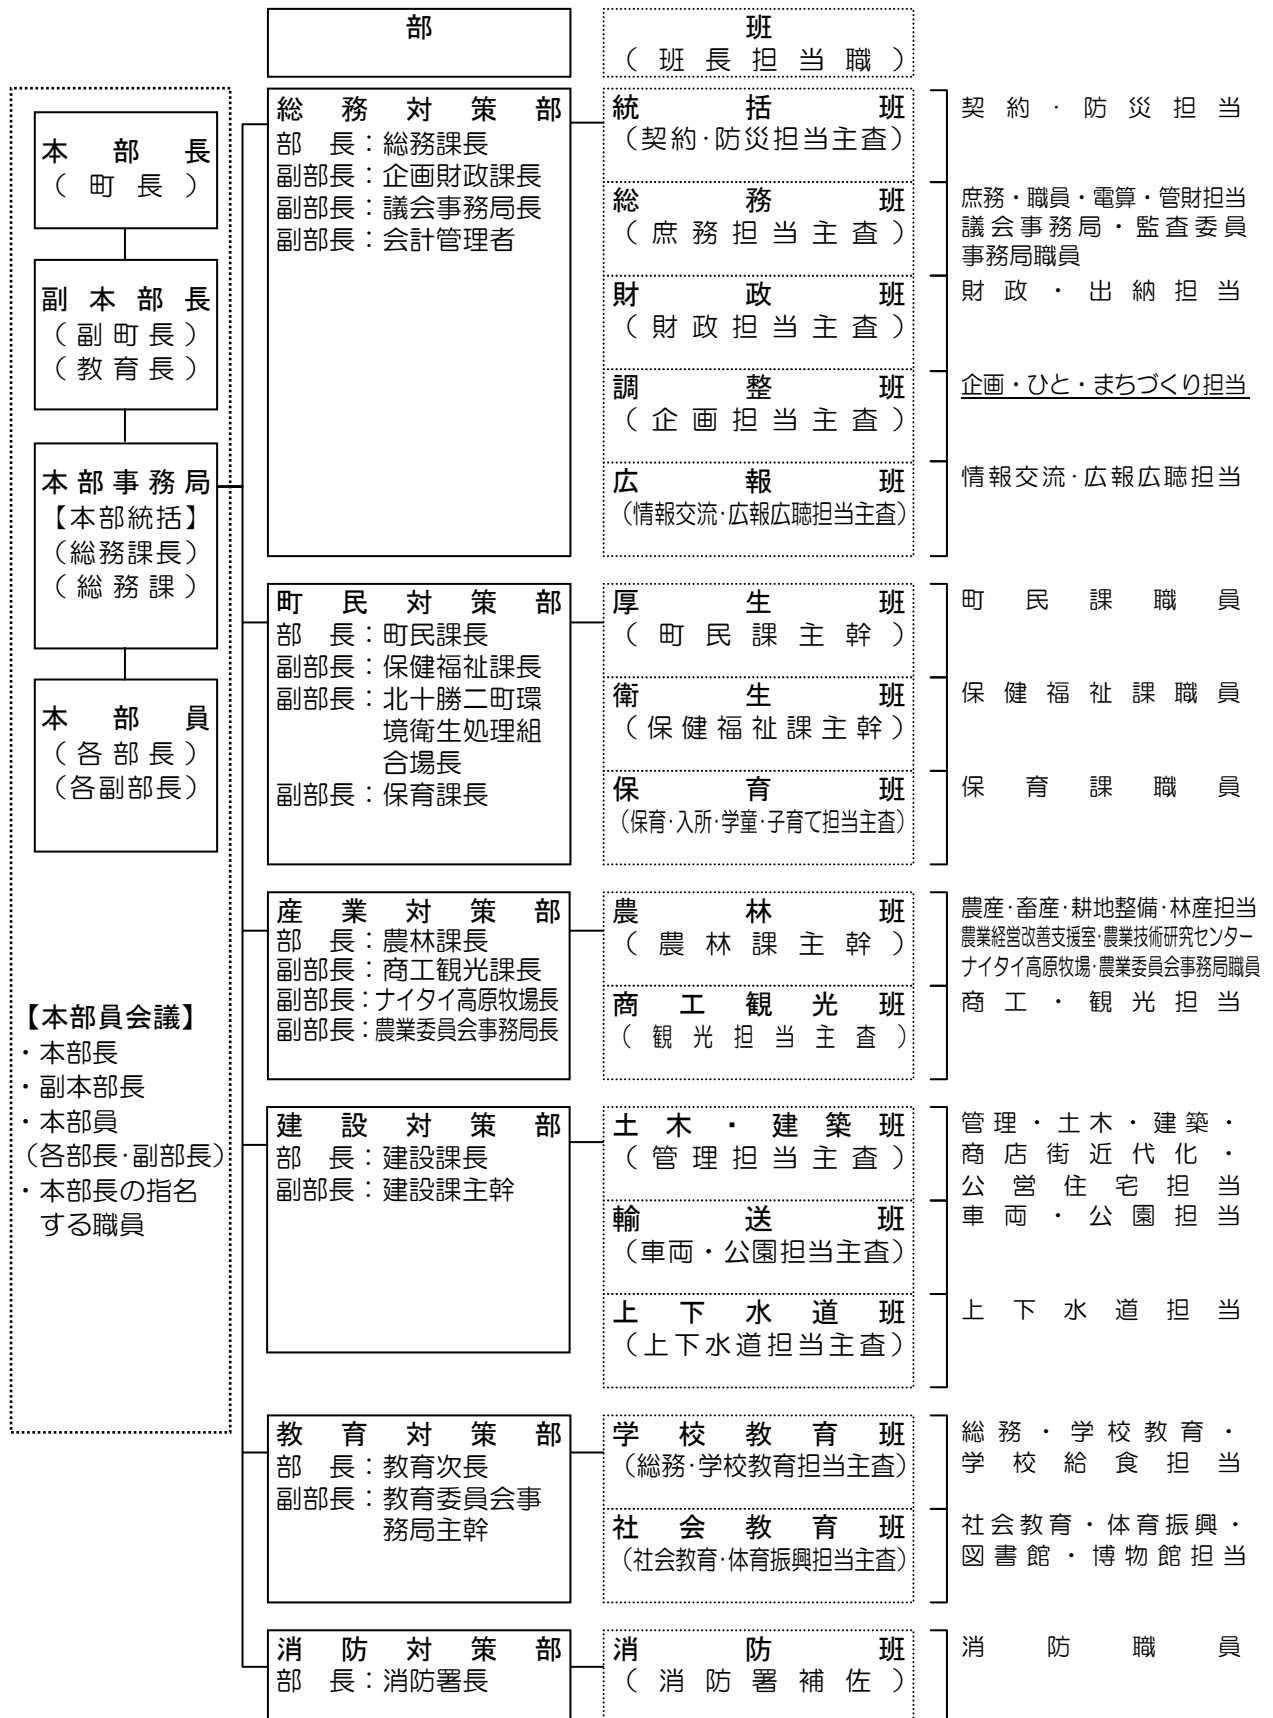 部
班
（班長担当職）
本部長
（町長）
副本部長
（副町長）
（教育長）
本部事務局
【本部統括】
（総務課長）
（総務課）
本部員
（各部長）
（各副部長）
【本部員会議】
・本部長
・副本部長
・本部員
（各部長・副部長）
・本部長の指名
する職員
総務対策部
部　長：総務課長
副部長：企画財政課長
副部長：議会事務局長
副部長：会計管理者
統括班
（契約・防災担当主査）
契約・防災担当
総務班
（庶務担当主査）
庶務・職員・電算・管財担当
議会事務局・監査委員
事務局職員
財政班
（財政担当主査）
財政・出納担当
調整班
（企画担当主査）
企画・ひと・まちづくり担当
広報班
（情報交流・広報広聴担当主査）
情報交流・広報広聴担当
町民対策部
部　長：町民課長
副部長：保健福祉課長
副部長：北十勝二町環
境衛生処理組
合場長
副部長：保育課長
厚生班
（町民課主幹）
町民課職員
衛生班
（保健福祉課主幹）
保健福祉課職員
保育班
（保育・入所・学童・子育て担当主査）
保育課職員
産業対策部
部　長：農林課長
副部長：商工観光課長
副部長：ナイタイ高原牧場長
副部長：農業委員会事務局長
農林班
（農林課主幹）
農産・畜産・耕地整備・林産担当
農業経営改善支援室・農業技術研究センター
ナイタイ高原牧場・農業委員会事務局職員
商工観光班
（観光担当主査）
商工・観光担当
建設対策部
部　長：建設課長
副部長：建設課主幹
土木・建築班
（管理担当主査）
管理・土木・建築・
商店街近代化・
公営住宅担当
輸送班
（車両・公園担当主査）
車両・公園担当
上下水道班
（上下水道担当主査）
上下水道担当
教育対策部
部　長：教育次長
副部長：教育委員会事
務局主幹
学校教育班
（総務・学校教育担当主査）
総務・学校教育・
学校給食担当
社会教育班
（社会教育・体育振興担当主査）
社会教育・体育振興・
図書館・博物館担当
消防対策部
部　長：消防署長
消防班
（消防署補佐）
消防職員